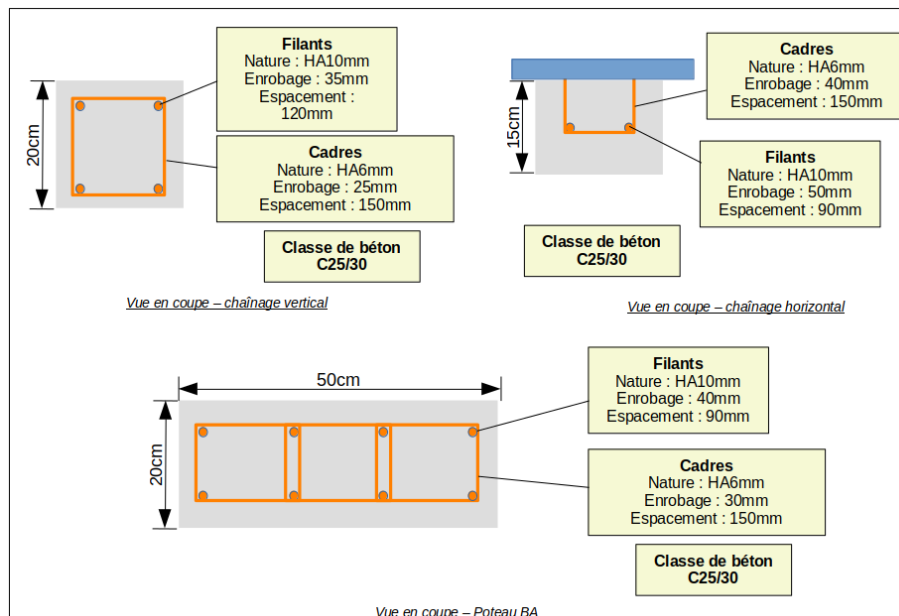 Filants
Nature : HA10mm
Enrobage : 35mm
Espacement :
120mm
20cm
Cadres
Nature : HA6mm
Enrobage : 25mm
Espacement : 150mm
Classe de béton
C25/30
Vue en coupe – chaînage vertical
Cadres
Nature : HA6mm
Enrobage : 40mm
Espacement : 150mm
15cm
Filants
Nature : HA10mm
Enrobage : 50mm
Espacement : 90mm
Classe de béton
C25/30
Vue en coupe – chaînage horizontal
50cm
20cm
Filants
Nature : HA10mm
Enrobage : 40mm
Espacement : 90mm
Cadres
Nature : HA6mm
Enrobage : 30mm
Espacement : 150mm
Classe de béton
C25/30
Vue en coupe – Poteau BA